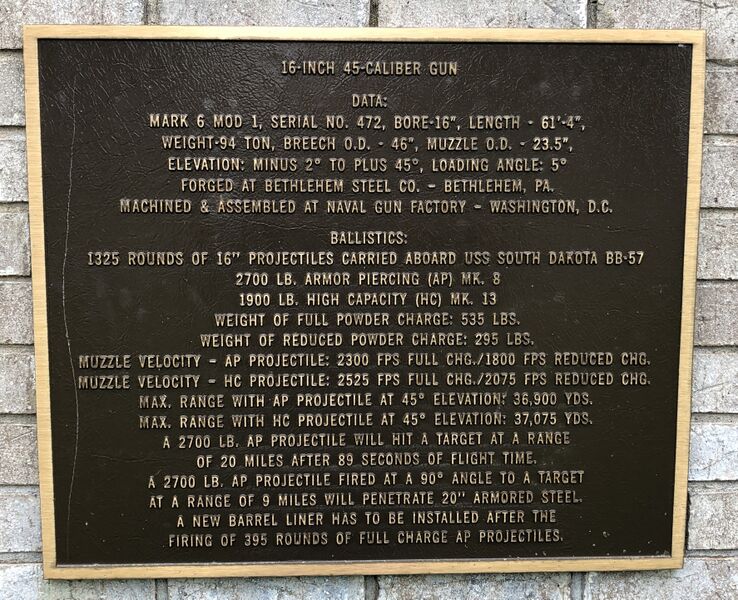 16-INCH 45-CALIBER GUN
DATA:
MARK 6 MOD 1, SERIAL NO. 472, BORE-16", LENGTH - 61'-4",
WEIGHT-94 TON, BREECH O.D. - 46", MUZZLE O.D. - 23.5",
ELEVATION: MINUS 2° TO PLUS 45°, LOADING ANGLE: 5°
FORGED AT BETHLEHEM STEEL CO. - BETHLEHEM, PA.
MACHINED & ASSEMBLED AT NAVAL GUN FACTORY - WASHINGTON, D.C.
BALLISTICS:
1325 ROUNDS OF 16" PROJECTILES CARRIED ABOARD USS SOUTH DAKOTA BB-57
2700 LB. ARMOR PIERCING (AP) MK. 8
1900 LB. HIGH CAPACITY (HC) MK. 13
WEIGHT OF FULL POWDER CHARGE: 535 LBS.
WEIGHT OF REDUCED POWDER CHARGE: 295 LBS.
MUZZLE VELOCITY - AP PROJECTILE: 2300 FPS FULL CHG./1800 FPS REDUCED CHG.
MUZZLE VELOCITY - HC PROJECTILE: 2525 FPS FULL CHG./2075 FPS REDUCED CHG.
MAX. RANGE WITH AP PROJECTILE AT 45° ELEVATION: 36,900 YDS.
MAX. RANGE WITH HC PROJECTILE AT 45° ELEVATION: 37,075 YDS.
A 2700 LB. AP PROJECTILE WILL HIT A TARGET AT A RANGE
OF 20 MILES AFTER 89 SECONDS OF FLIGHT TIME.
A 2700 LB. AP PROJECTILE FIRED AT A 90° ANGLE TO A TARGET
AT A RANGE OF 9 MILES WILL PENETRATE 20" ARMORED STEEL.
A NEW BARREL LINER HAS TO BE INSTALLED AFTER THE
FIRING OF 395 ROUNDS OF FULL CHARGE AP PROJECTILES.